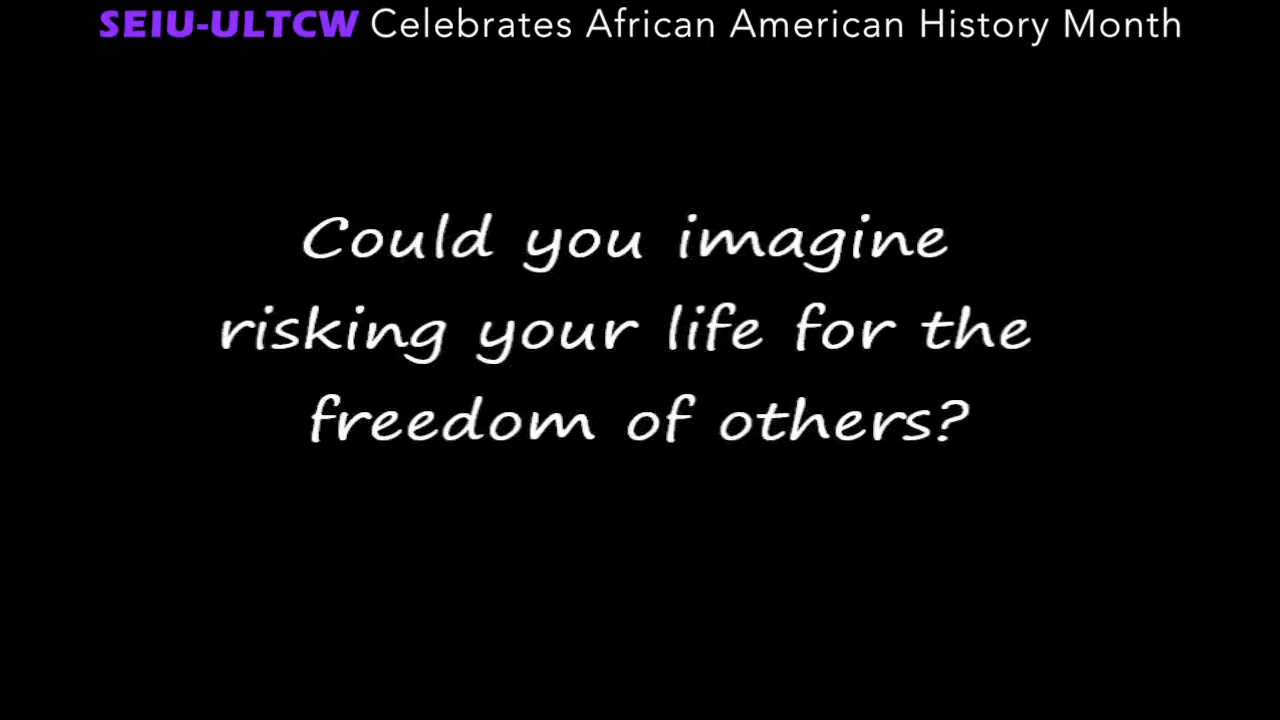 SEIU-ULTCW Celebrates African American History Month
Could you imagine
risking your life for the
freedom of others?